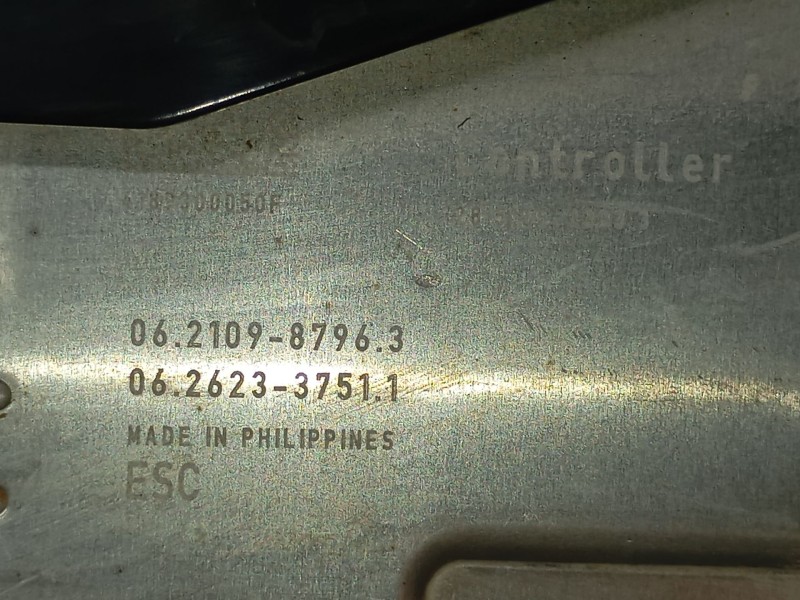 Controller
06.2109-8796.3
06.2623-3751.1
MADE IN PHILIPPINES
ESC